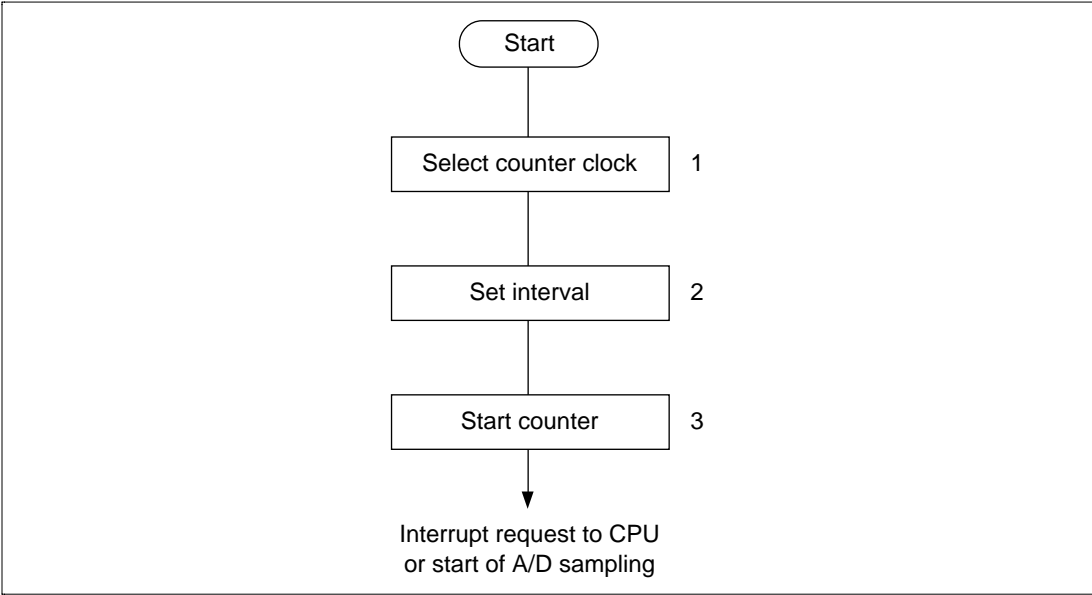 Start
Select counter clock 1
Set interval 2
Start counter 3
Interrupt request to CPU
or start of A/D sampling